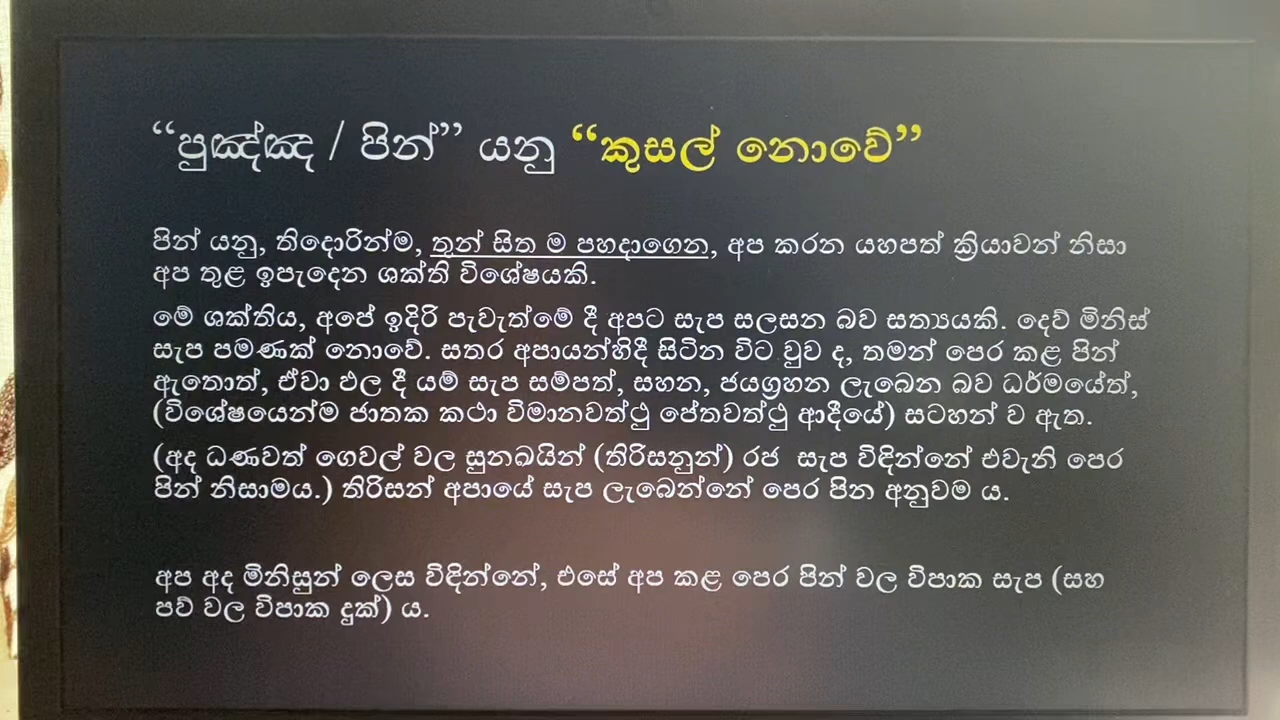 “පුඤ්ඤ / පින්” යනු “කුසල් නොවේ”
පින් යනු, තිදොරින්ම, තුන් සිත ම පහදාගෙන, අප කරන යහපත් ක්‍රියාවන් නිසා
අප තුළ ඉපැදෙන ශක්ති විශේෂයකි.
මේ ශක්තිය, අපේ ඉදිරි පැවැත්මේ දී අපට සැප සලසන බව සත්‍යයකි. දෙව් මිනිස්
සැප පමණක් නොවේ. සතර අපායන්හිදී සිටින විට වුව ද, තමන් පෙර කළ පින්
ඇතොත්, ඒවා ඵල දී යම් සැප සම්පත්, සහන, ජයග්‍රහන ලැබෙන බව ධර්මයේත්,
(විශේෂයෙන්ම ජාතක කථා විමානවත්ථු පේතවත්ථු ආදීයේ) සටහන් ව ඇත.
(අද ධණවත් ගෙවල් වල සුනඛයින් (තිරිසනුන්) රජ සැප විඳින්නේ එවැනි පෙර
පින් නිසාමය.) තිරිසන් අපායේ සැප ලැබෙන්නේ පෙර පින අනුවම ය.
අප අද මිනිසුන් ලෙස විඳින්නේ, එසේ අප කළ පෙර පින් වල විපාක සැප (සහ
පව් වල විපාක දුක්) ය.